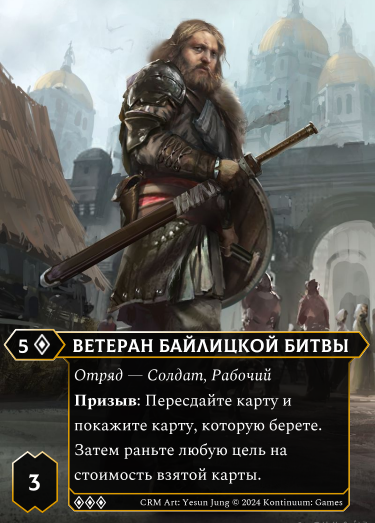 5 ВЕТЕРАН БАЙЛИЦКОЙ БИТВЫ
Отряд — Солдат, Рабочий
Призыв: Пересдайте карту и
покажите карту, которую берете.
Затем раньте любую цель на
стоимость взятой карты.
3
CRM Art: Yesun Jung © 2024 Kontinuum: Games